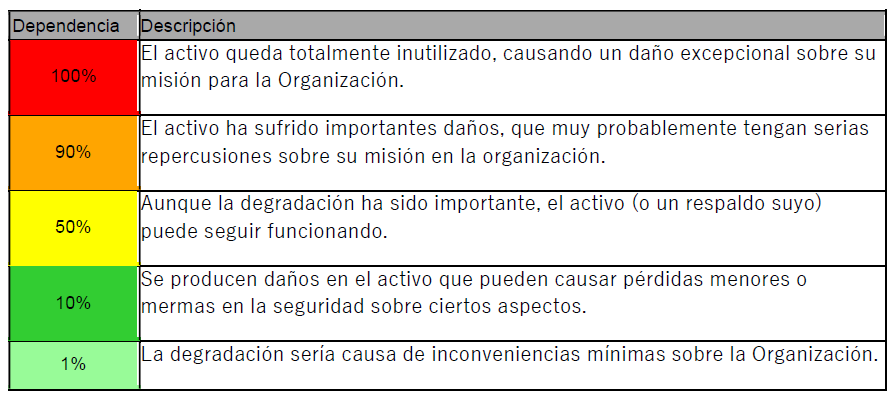 Dependencia Descripción
100% El activo queda totalmente inutilizado, causando un daño excepcional sobre su
misión para la Organización.
90% El activo ha sufrido importantes daños, que muy probablemente tengan serias
repercusiones sobre su misión en la organización.
50% Aunque la degradación ha sido importante, el activo (o un respaldo suyo)
puede seguir funcionando.
10% Se producen daños en el activo que pueden causar pérdidas menores o
mermas en la seguridad sobre ciertos aspectos.
1% La degradación sería causa de inconveniencias mínimas sobre la Organización.